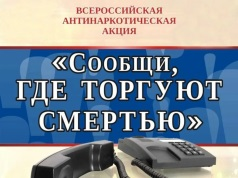 ВСЕРОССИЙСКАЯ
АНТИНАРКОТИЧЕСКАЯ
АКЦИЯ
«Сообщи,
ГДЕ ТОРГУЮТ
СМЕРТЬЮ»